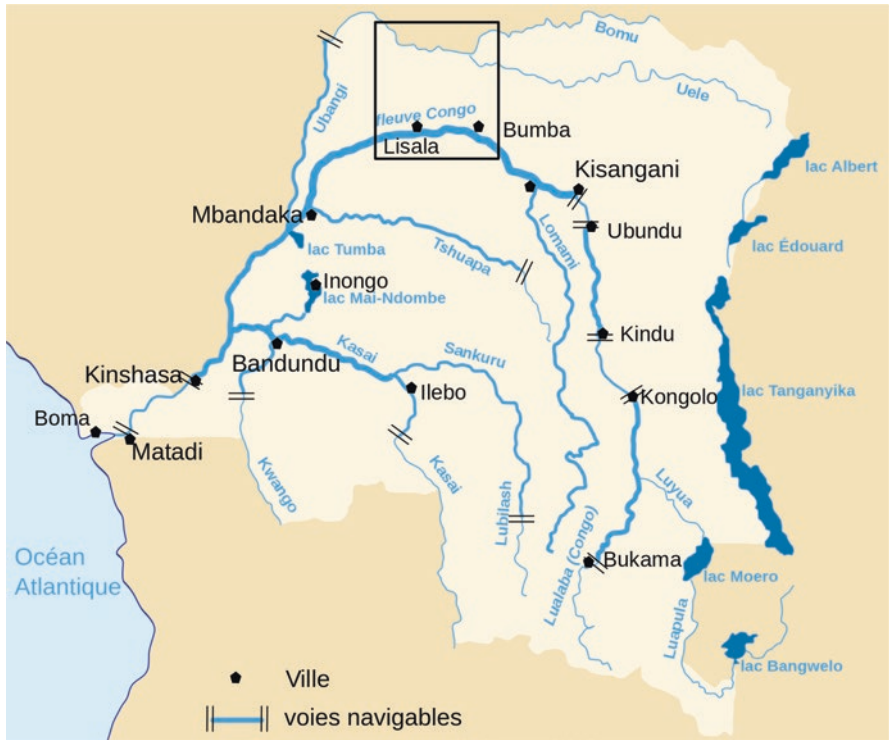 Bomu
Uele
Ubangi
fleuve Congo
Lisala
Bumba
lac Albert
Kisangani
Mbandaka
Ubundu
lac Édouard
lac Tumba
Tshuapa
Lomami
Inongo
lac Mai-Ndombe
Kindu
Bandundu
Kasai
Sankuru
Kinshasa
Ilebo
Kongolo
lac Tanganyika
Boma
Matadi
Kwango
Kasai
Lubilash
Luyua
Lualaba (Congo)
Bukama
Océan
Atlantique
lac Moero
Luapula
lac Bangwelo
Ville
voies navigables